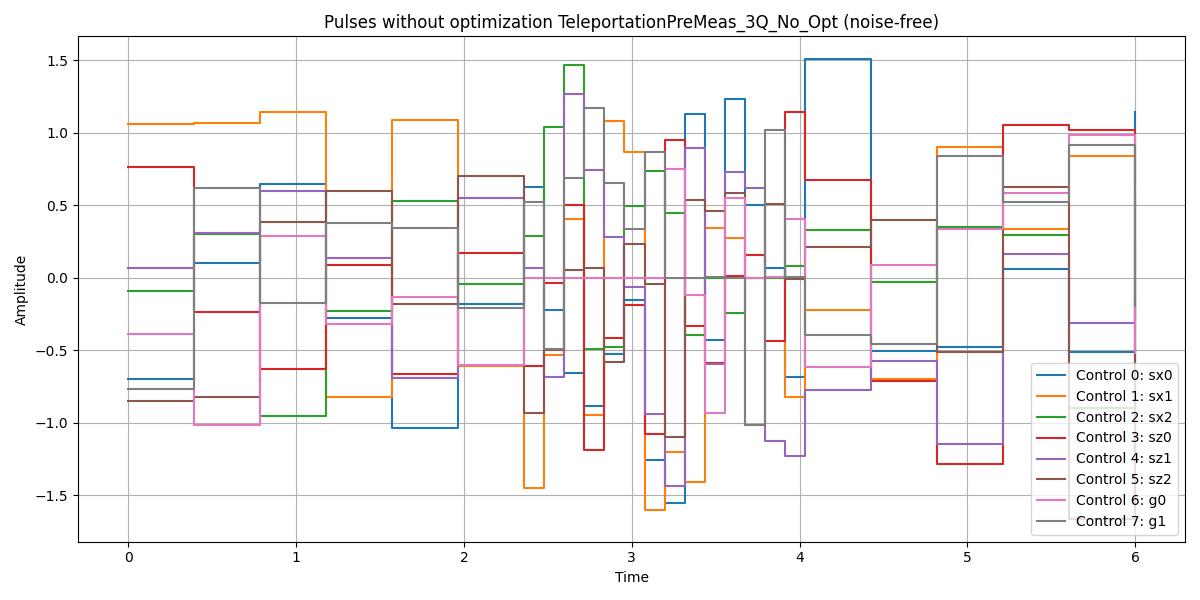 Pulses without optimization TeleportationPreMeas_3Q_No_Opt (noise-free)
Amplitude
1.5
1.0
0.5
0.0
−0.5
−1.0
−1.5
0
1
2
3
4
5
6
Time
Control 0: sx0
Control 1: sx1
Control 2: sx2
Control 3: sz0
Control 4: sz1
Control 5: sz2
Control 6: g0
Control 7: g1